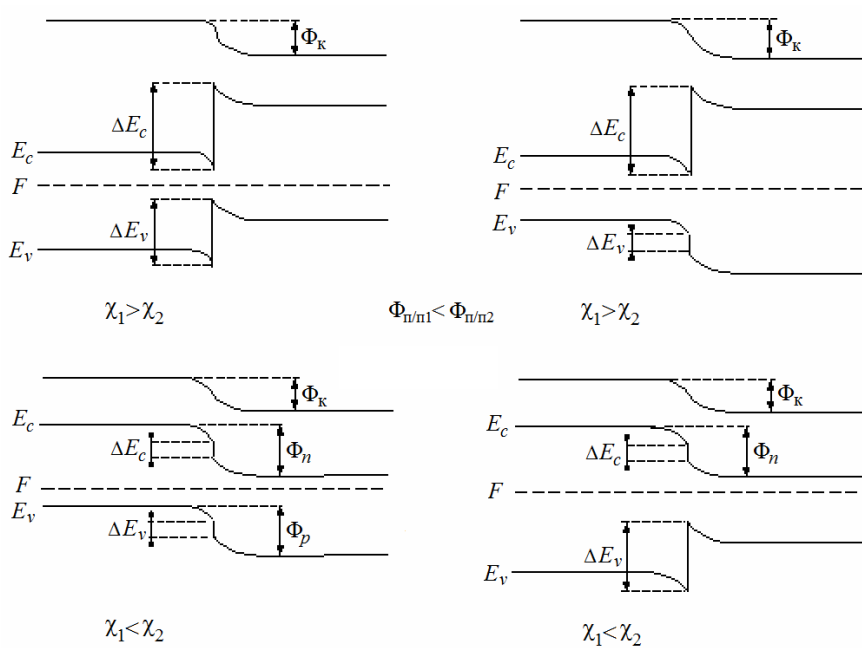 Φк
ΔEc
Ec
F
ΔEv
Ev
χ1>χ2
Φк
ΔEc
Ec
F
Ev
ΔEv
χ1>χ2
Φп/п1< Φп/п2
Φк
Ec
ΔEc
Φn
F
Ev
ΔEv
Φp
χ1<χ2
Φк
Ec
ΔEc
Φn
F
ΔEv
Ev
χ1<χ2